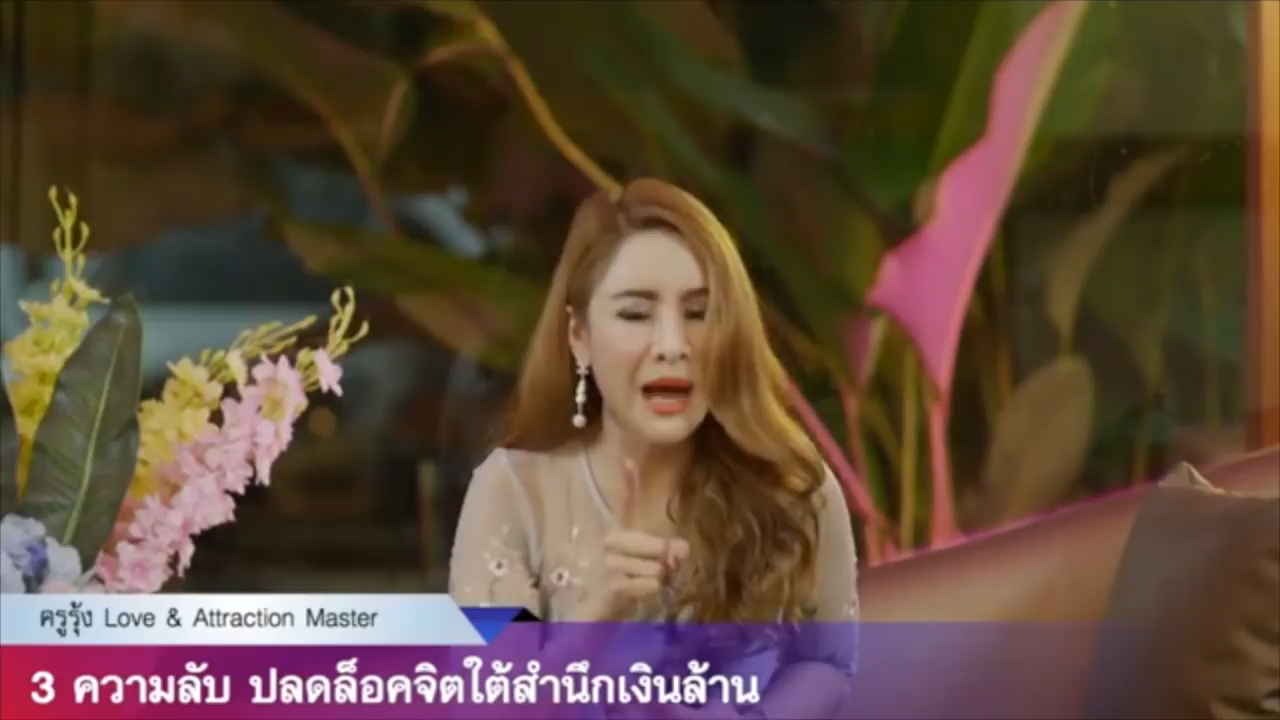 ครูรุ้ง Love & Attraction Master
3 ความลับ ปลดล็อคจิตใต้สำนึกเงินล้าน